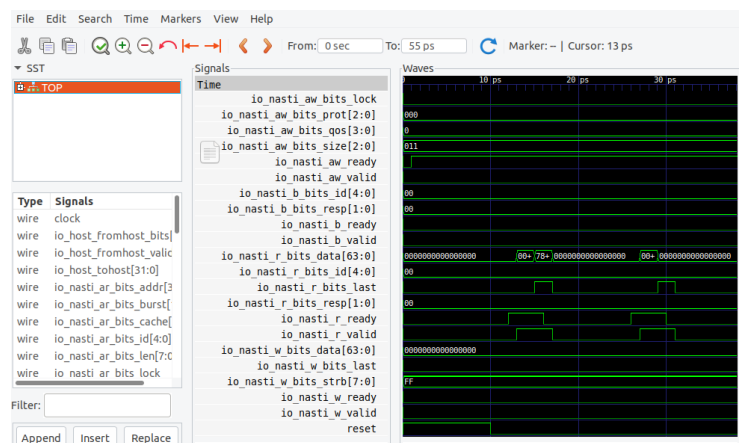 File Edit Search Time Markers View Help
From: 0 sec To: 55 ps Marker: -- | Cursor: 13 ps
SST
TOP
Type Signals
wire clock
wire io_host_fromhost_bits[
wire io_host_fromhost_valid
wire io_host_tohost[31:0]
wire io_nasti_ar_bits_addr[3
wire io_nasti_ar_bits_burst[
wire io_nasti_ar_bits_cache[
wire io_nasti_ar_bits_id[4:0]
wire io_nasti_ar_bits_len[7:0
wire io_nasti_ar_bits_lock
Filter:
Append Insert Replace
Signals
Time
io_nasti_aw_bits_lock
io_nasti_aw_bits_prot[2:0]
io_nasti_aw_bits_qos[3:0]
io_nasti_aw_bits_size[2:0]
io_nasti_aw_ready
io_nasti_aw_valid
io_nasti_b_bits_id[4:0]
io_nasti_b_bits_resp[1:0]
io_nasti_b_ready
io_nasti_b_valid
io_nasti_r_bits_data[63:0]
io_nasti_r_bits_id[4:0]
io_nasti_r_bits_last
io_nasti_r_bits_resp[1:0]
io_nasti_r_ready
io_nasti_r_valid
io_nasti_w_bits_data[63:0]
io_nasti_w_bits_last
io_nasti_w_bits_strb[7:0]
io_nasti_w_ready
io_nasti_w_valid
reset
Waves
10 ps 20 ps 30 ps
000
0
011
00
00
0000000000000000 00+ 78+ 0000000000000000 00+ 0000000000000000
00
00
0000000000000000
FF